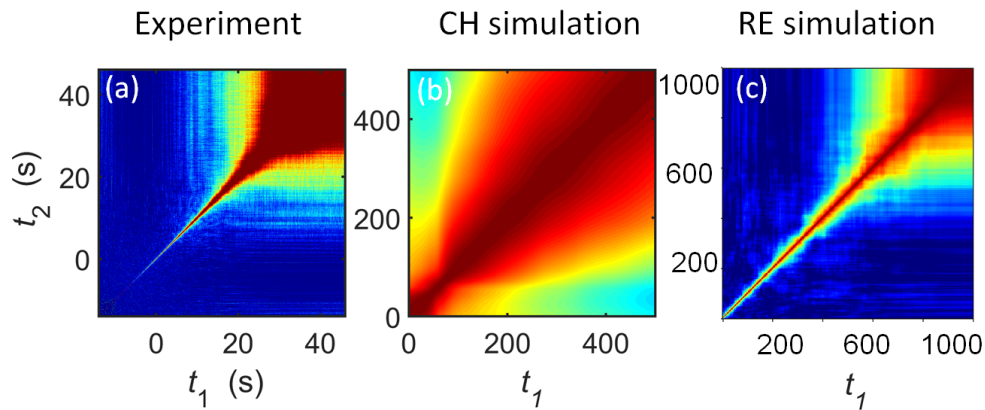 Experiment CH simulation RE simulation
(a) (b) (c)
40 400 1000
20 200 600
0 0 200
t2 (s)
0 20 40 0 200 400 200 600 1000
t1 (s) t1 t1